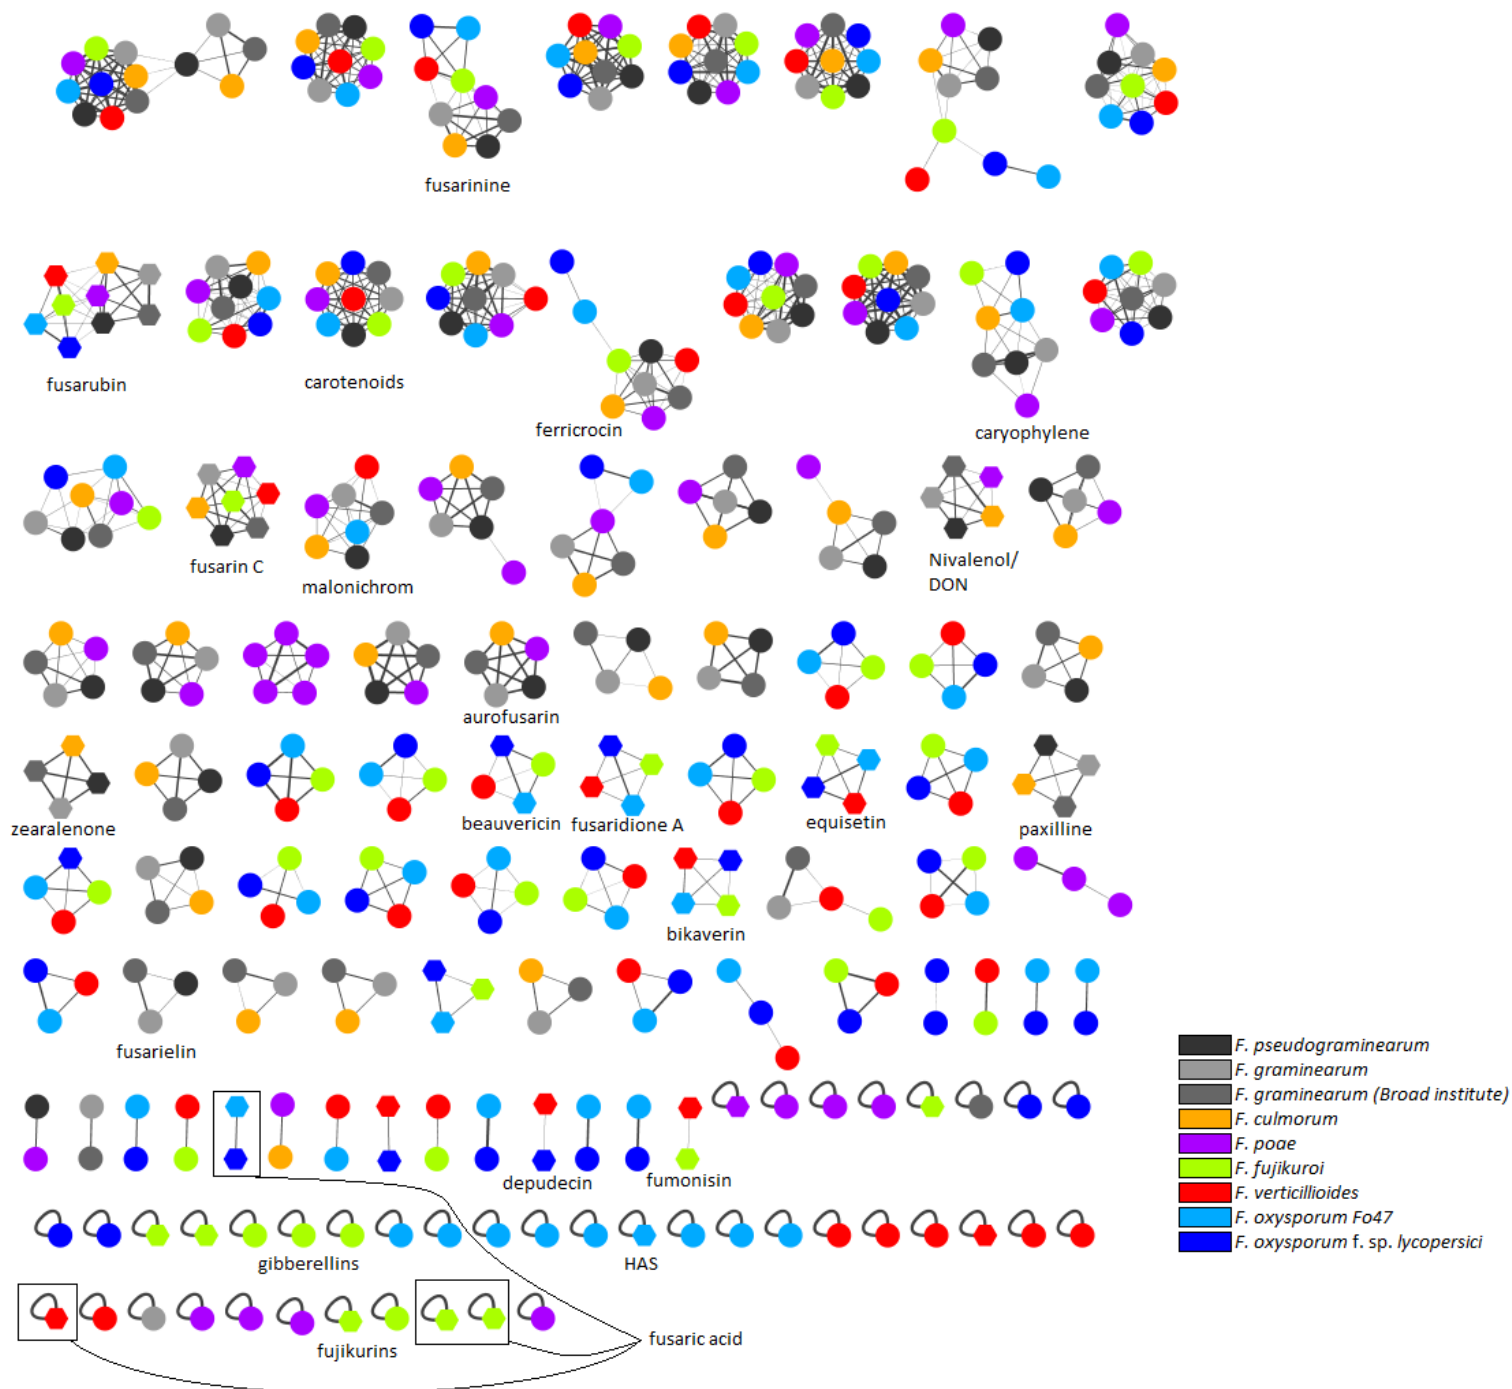 fusarinine
fusarubin
carotenoids
ferricrocin
caryophylene
fusarin C
malonichrom
Nivalenol/
DON
aurofusarin
zearalenone
beauvericin
fusaridione A
equisetin
paxilline
bikaverin
fusarielin
F. pseudograminearum
F. graminearum
F. graminearum (Broad institute)
F. culmorum
F. poae
F. fujikuroi
F. verticillioides
F. oxysporum Fo47
F. oxysporum f. sp. lycopersici
depudecin
fumonisin
gibberellins
HAS
fujikurins
fusaric acid